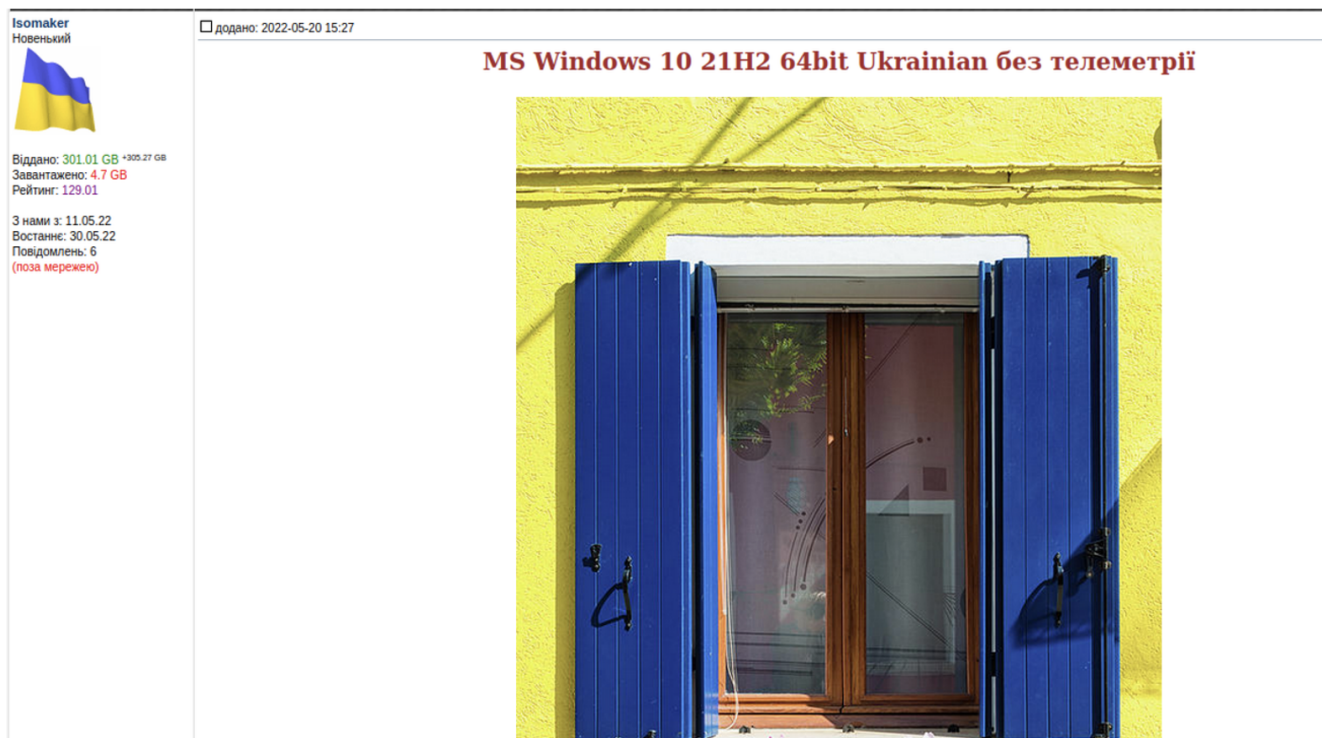 Isomaker
Новенький
Віддано: 301.01 GB +305.27 GB
Завантажено: 4.7 GB
Рейтинг: 129.01
З нами з: 11.05.22
Востаннє: 30.05.22
Повідомлень: 6
(поза мережею)
додано: 2022-05-20 15:27
MS Windows 10 21H2 64bit Ukrainian без телеметрії